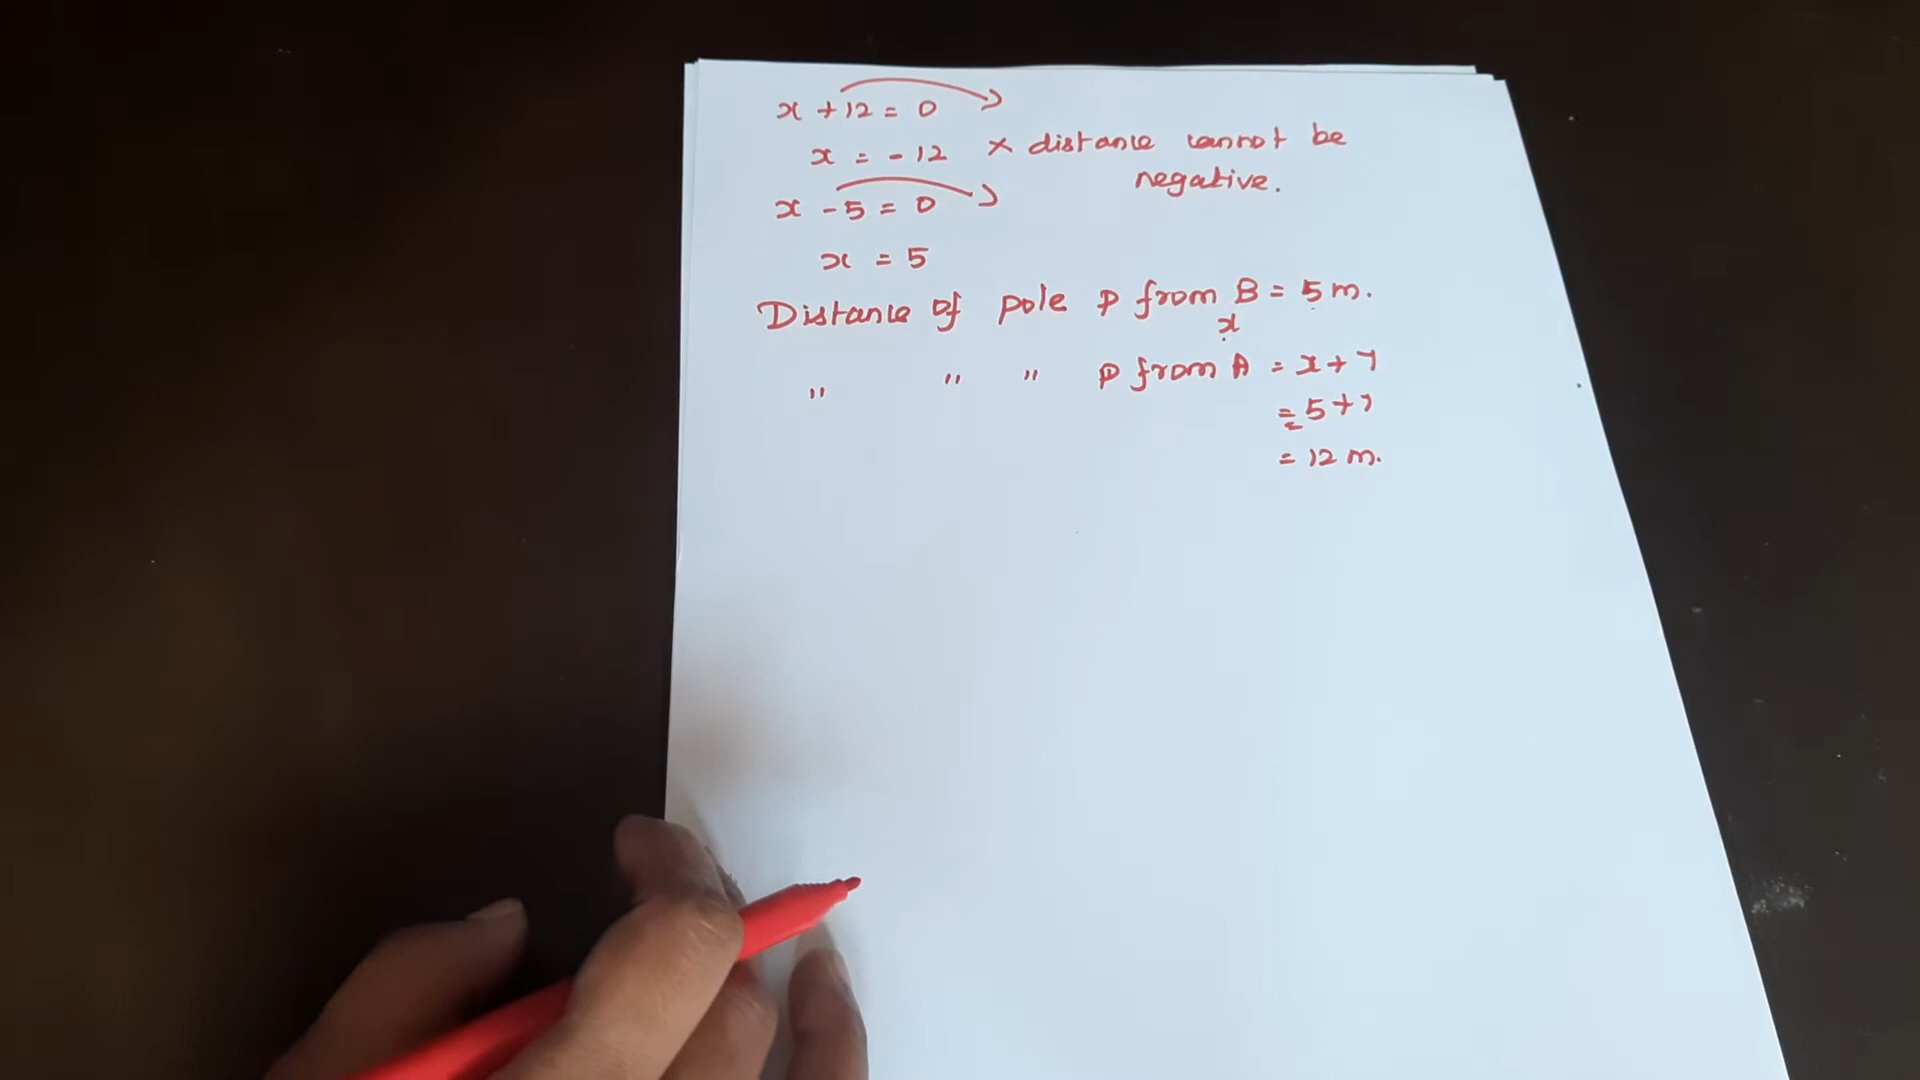 x + 12 = 0
x = - 12 × distance cannot be
negative.
x - 5 = 0
x = 5
Distance of pole P from B = 5 m.
x
" " " P from A = x + 7
= 5 + 7
= 12 m.